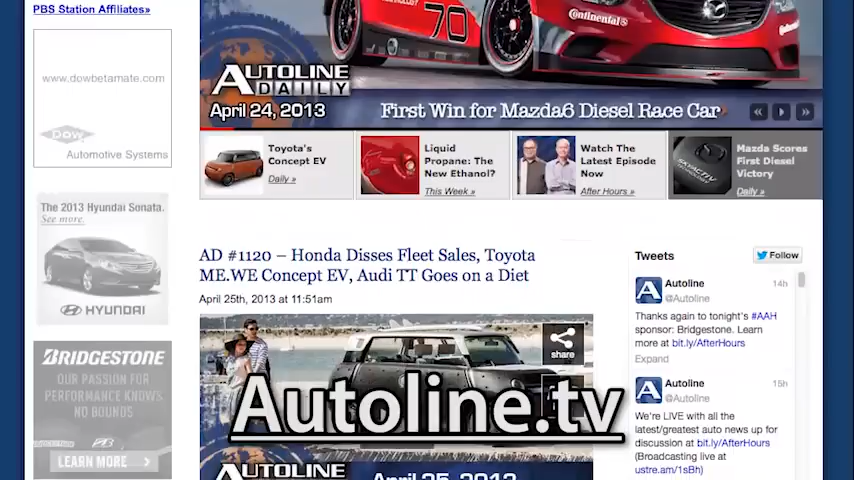 PBS Station Affiliates»
www.dowbetamate.com
Dow
Automotive Systems
The 2013 Hyundai Sonata.
See more.
HYUNDAI
BRIDGESTONE
OUR PASSION FOR
PERFORMANCE KNOWS
NO BOUNDS
LEARN MORE
70
Continental
AUTOLINE
DAILY
April 24, 2013
First Win for Mazda6 Diesel Race Car
Toyota's
Concept EV
Daily »
Liquid
Propane: The
New Ethanol?
This Week »
Watch The
Latest Episode
Now
After Hours »
SKYACTIV
TECHNOLOGY
Mazda Scores
First Diesel
Victory
Daily »
AD #1120 – Honda Disses Fleet Sales, Toyota
ME.WE Concept EV, Audi TT Goes on a Diet
April 25th, 2013 at 11:51am
share
Autoline.tv
AUTOLINE
April 25, 2013
Tweets
Follow
Autoline 14h
@Autoline
Thanks again to tonight's #AAH
sponsor: Bridgestone. Learn
more at bit.ly/AfterHours
Expand
Autoline 15h
@Autoline
We're LIVE with all the
latest/greatest auto news up for
discussion at bit.ly/AfterHours
(Broadcasting live at
ustre.am/1sBh)